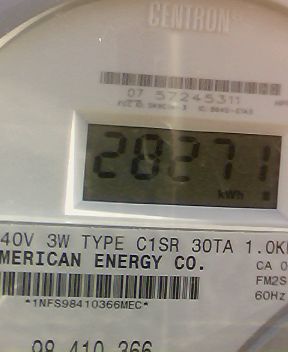 CENTRON
07 57245311
28271
kWh
40V 3W TYPE C1SR 30TA 1.0K
MERICAN ENERGY CO. CA 0
FM2S
*1NFS98410366MEC* 60Hz
98 410 366